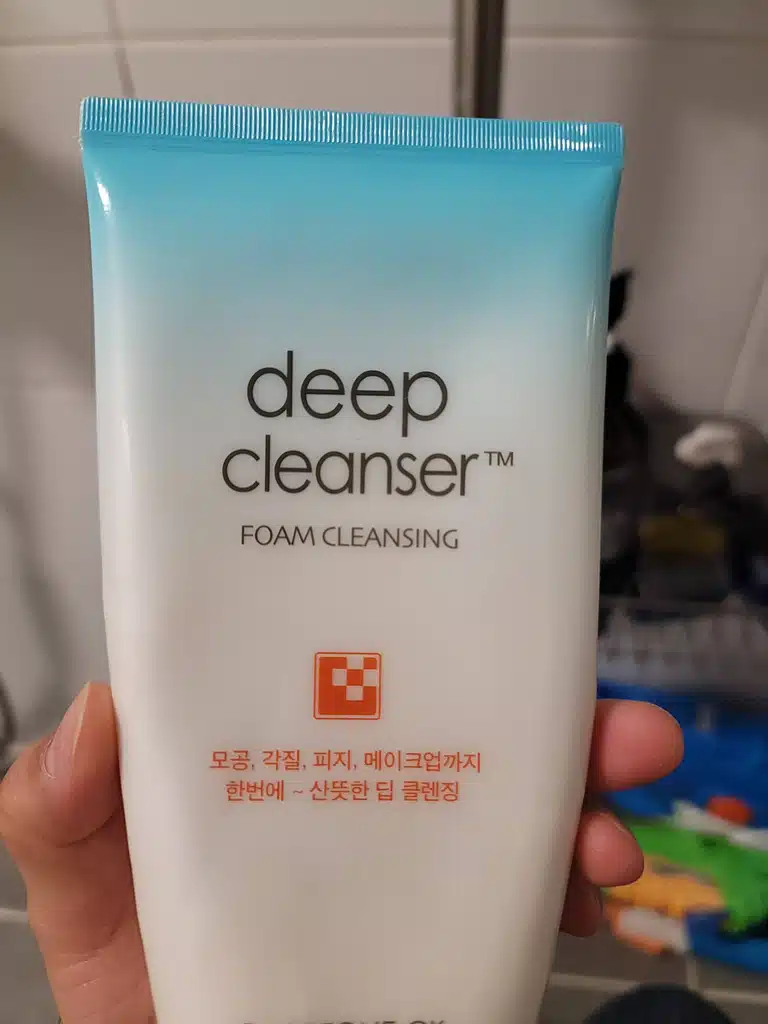 deep
cleanser™
FOAM CLEANSING
모공, 각질, 피지, 메이크업까지
한번에 ~ 산뜻한 딥 클렌징